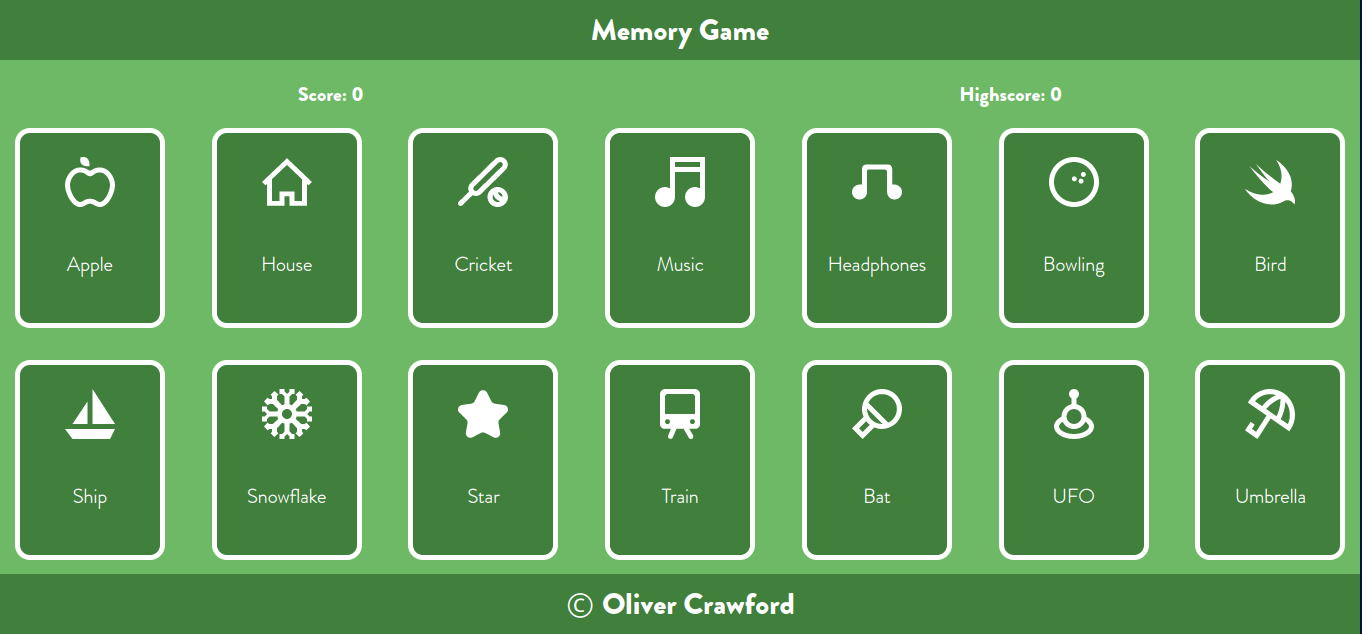 Memory Game
Score: 0 Highscore: 0
Apple House Cricket Music Headphones Bowling Bird
Ship Snowflake Star Train Bat UFO Umbrella
© Oliver Crawford